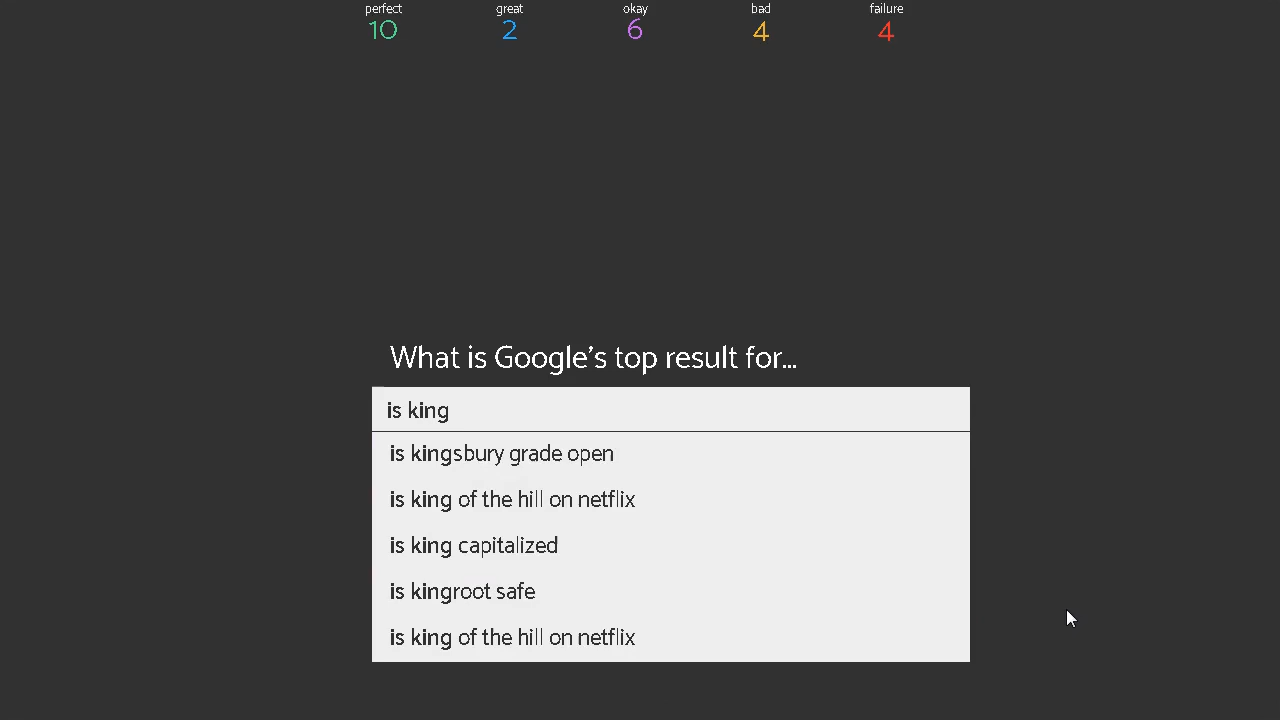 perfect great okay bad failure
10 2 6 4 4
What is Google's top result for...
is king
is kingsbury grade open
is king of the hill on netflix
is king capitalized
is kingroot safe
is king of the hill on netflix